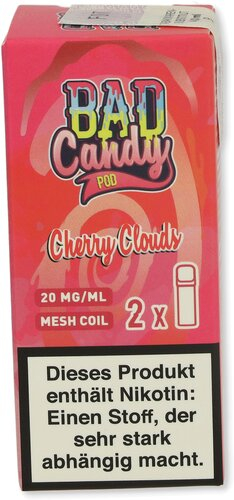 BAD
Candy
POD
Cherry Clouds
20 MG/ML
MESH COIL
2 x
Dieses Produkt
enthält Nikotin:
Einen Stoff, der
sehr stark
abhängig macht.